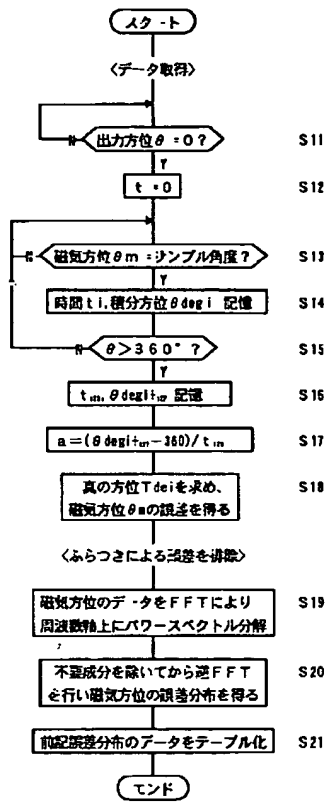 スタート
〈データ取得〉
N 出力方位θ=0? S11
Y
t=0 S12
N 磁気方位θm=サンプル角度? S13
時間ti,積分方位θdegi 記憶 S14
N θ>360°? S15
Y
記憶 S16
S17
真の方位Tdeiを求め、 S18
磁気方位θmの誤差を得る
〈ふらつきによる誤差を排除〉
磁気方位のデータをFFTにより S19
周波数軸上にパワースペクトル分解
不要成分を除いてから逆FFT S20
を行い磁気方位の誤差分布を得る
前記誤差分布のデータをテーブル化 S21
エンド